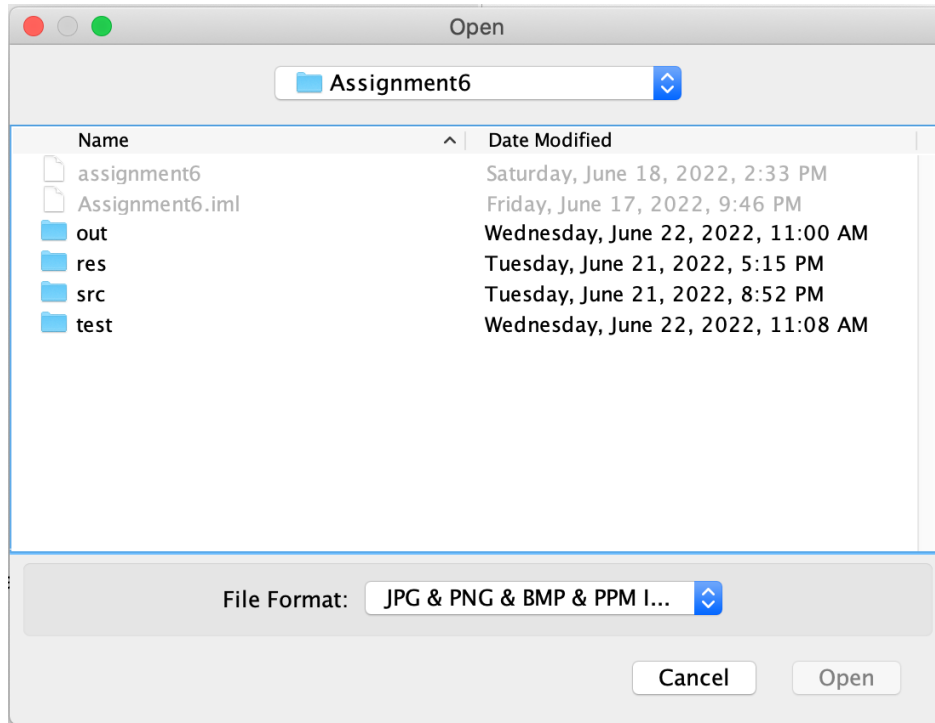 Open
Assignment6
Name Date Modified
assignment6 Saturday, June 18, 2022, 2:33 PM
Assignment6.iml Friday, June 17, 2022, 9:46 PM
out Wednesday, June 22, 2022, 11:00 AM
res Tuesday, June 21, 2022, 5:15 PM
src Tuesday, June 21, 2022, 8:52 PM
test Wednesday, June 22, 2022, 11:08 AM
File Format: JPG & PNG & BMP & PPM I...
Cancel Open